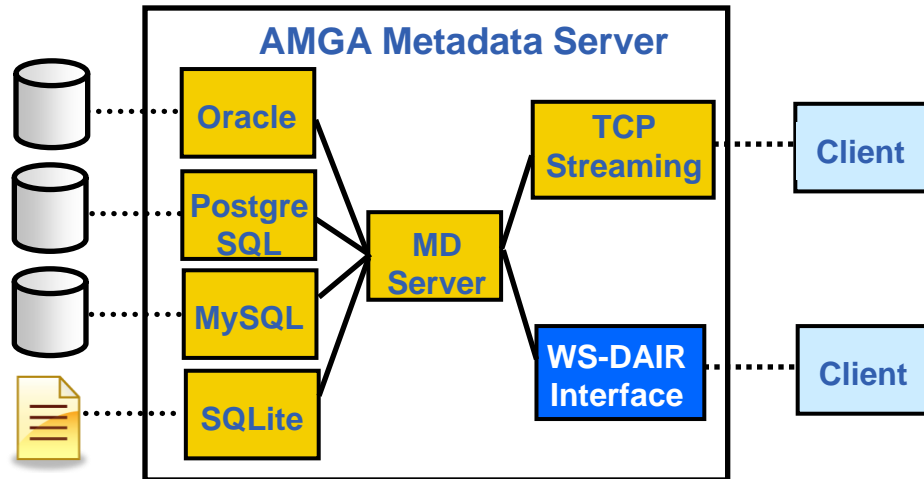 AMGA Metadata Server
Oracle
Postgre
SQL
MySQL
SQLite
MD
Server
TCP
Streaming
WS-DAIR
Interface
Client
Client